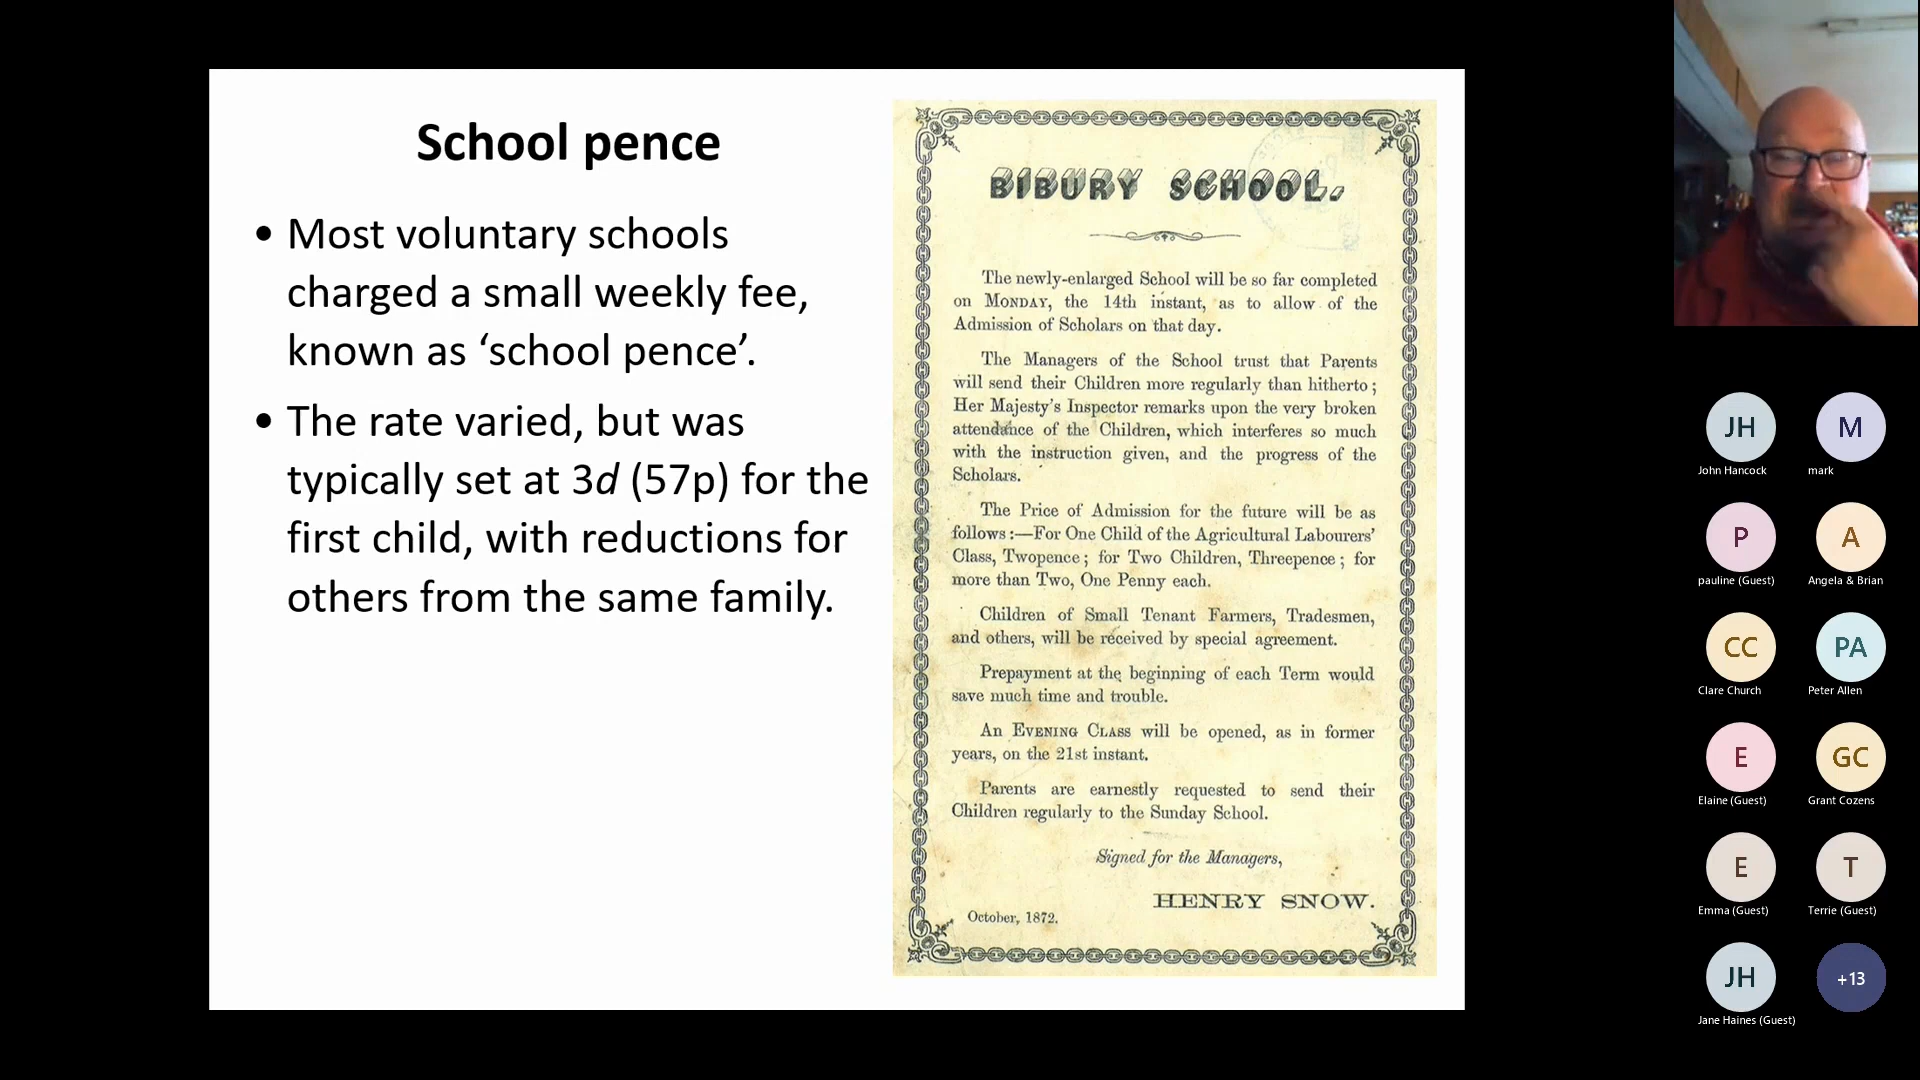 School pence
• Most voluntary schools
charged a small weekly fee,
known as ‘school pence’.
• The rate varied, but was
typically set at 3d (57p) for the
first child, with reductions for
others from the same family.
BIBURY SCHOOL.
The newly-enlarged School will be so far completed
on MONDAY, the 14th instant, as to allow of the
Admission of Scholars on that day.
The Managers of the School trust that Parents
will send their Children more regularly than hitherto;
Her Majesty's Inspector remarks upon the very broken
attendance of the Children, which interferes so much
with the instruction given, and the progress of the
Scholars.
The Price of Admission for the future will be as
follows:—For One Child of the Agricultural Labourers'
Class, Twopence; for Two Children, Threepence; for
more than Two, One Penny each.
Children of Small Tenant Farmers, Tradesmen,
and others, will be received by special agreement.
Prepayment at the beginning of each Term would
save much time and trouble.
An EVENING CLASS will be opened, as in former
years, on the 21st instant.
Parents are earnestly requested to send their
Children regularly to the Sunday School.
Signed for the Managers,
HENRY SNOW.
October, 1872.
JH M
John Hancock mark
P A
pauline (Guest) Angela & Brian
CC PA
Clare Church Peter Allen
E GC
Elaine (Guest) Grant Cozens
E T
Emma (Guest) Terrie (Guest)
JH +13
Jane Haines (Guest)